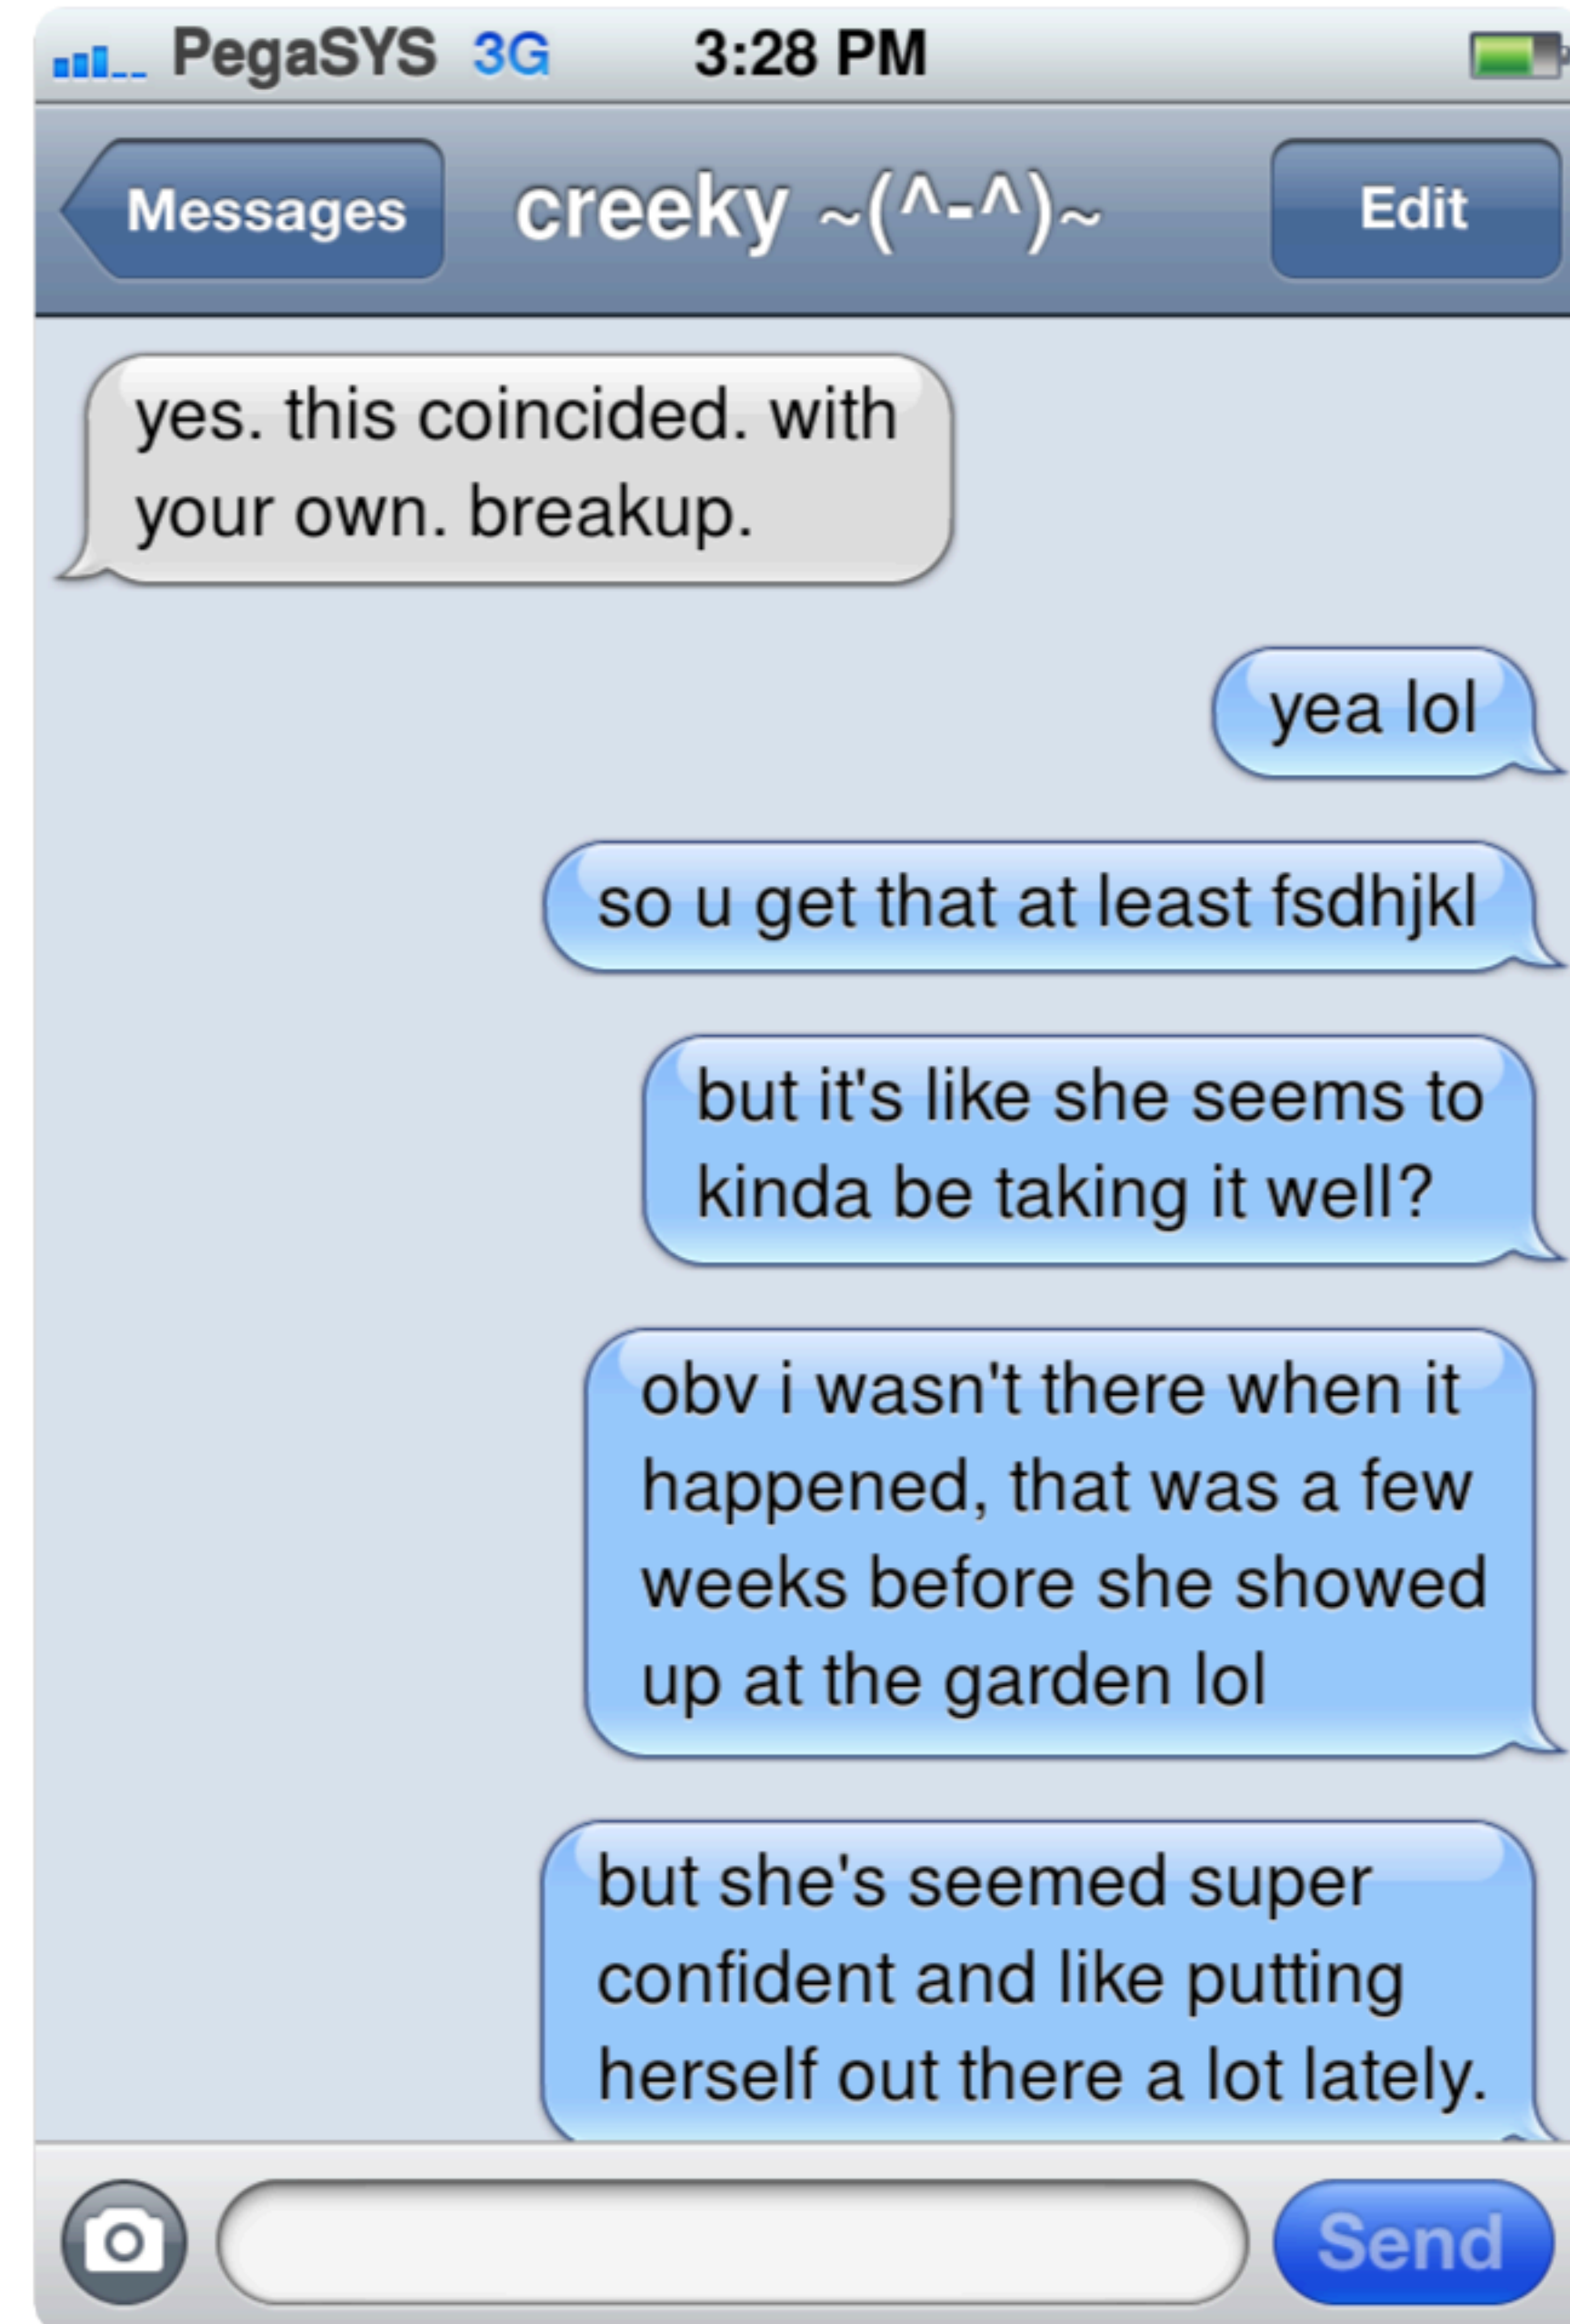 PegaSYS 3G 3:28 PM
Messages creeky ~(^-^)~ Edit
yes. this coincided. with
your own. breakup.
yea lol
so u get that at least fsdhjkl
but it's like she seems to
kinda be taking it well?
obv i wasn't there when it
happened, that was a few
weeks before she showed
up at the garden lol
but she's seemed super
confident and like putting
herself out there a lot lately.
Send